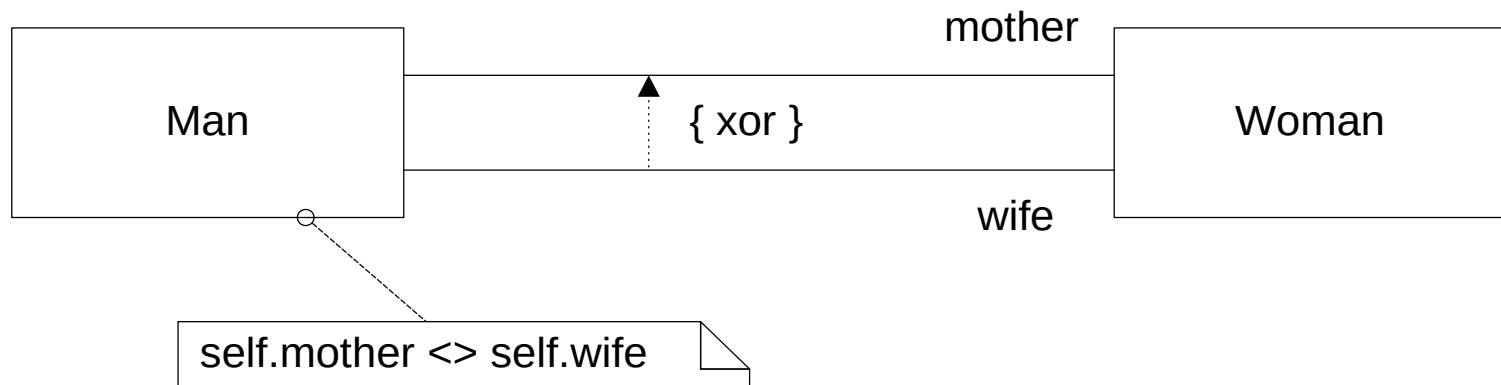 mother
Man
{ xor }
Woman
wife
self.mother <> self.wife